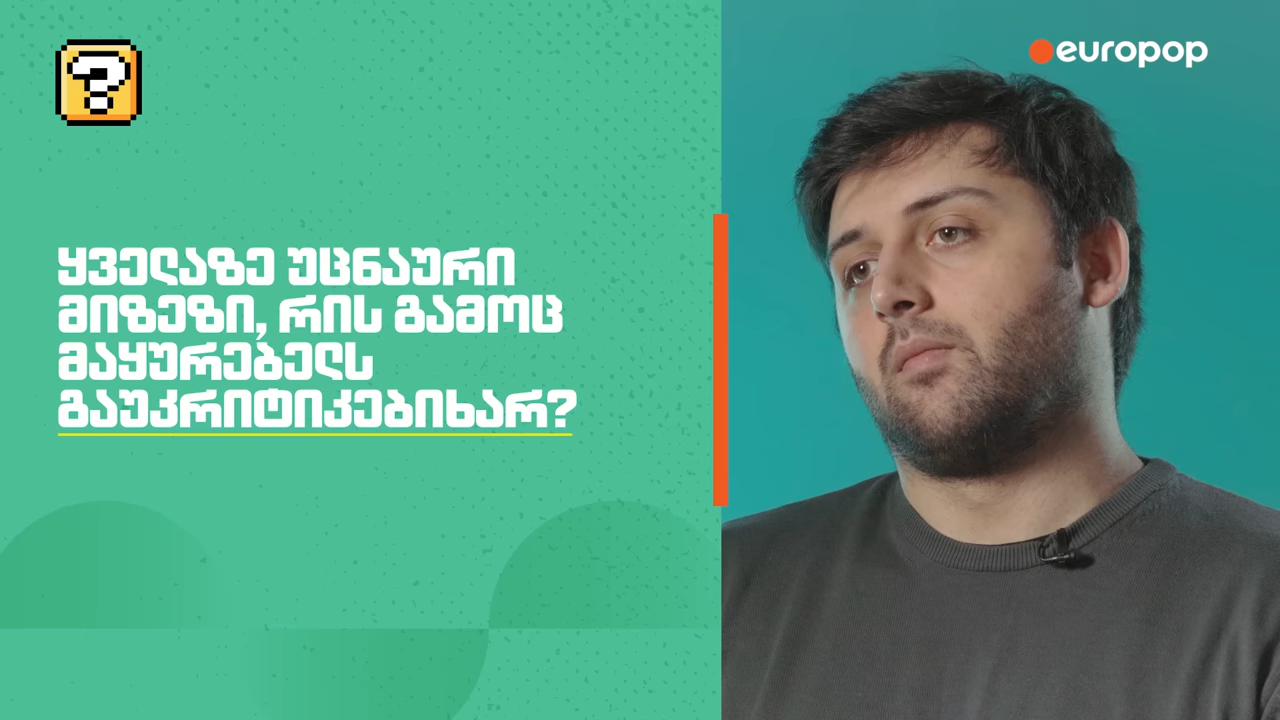 ?
europop
ყველაზე უცნაური
მიზეზი, რის გამოც
მაყურებელს
გაუკრიტიკებიხარ?